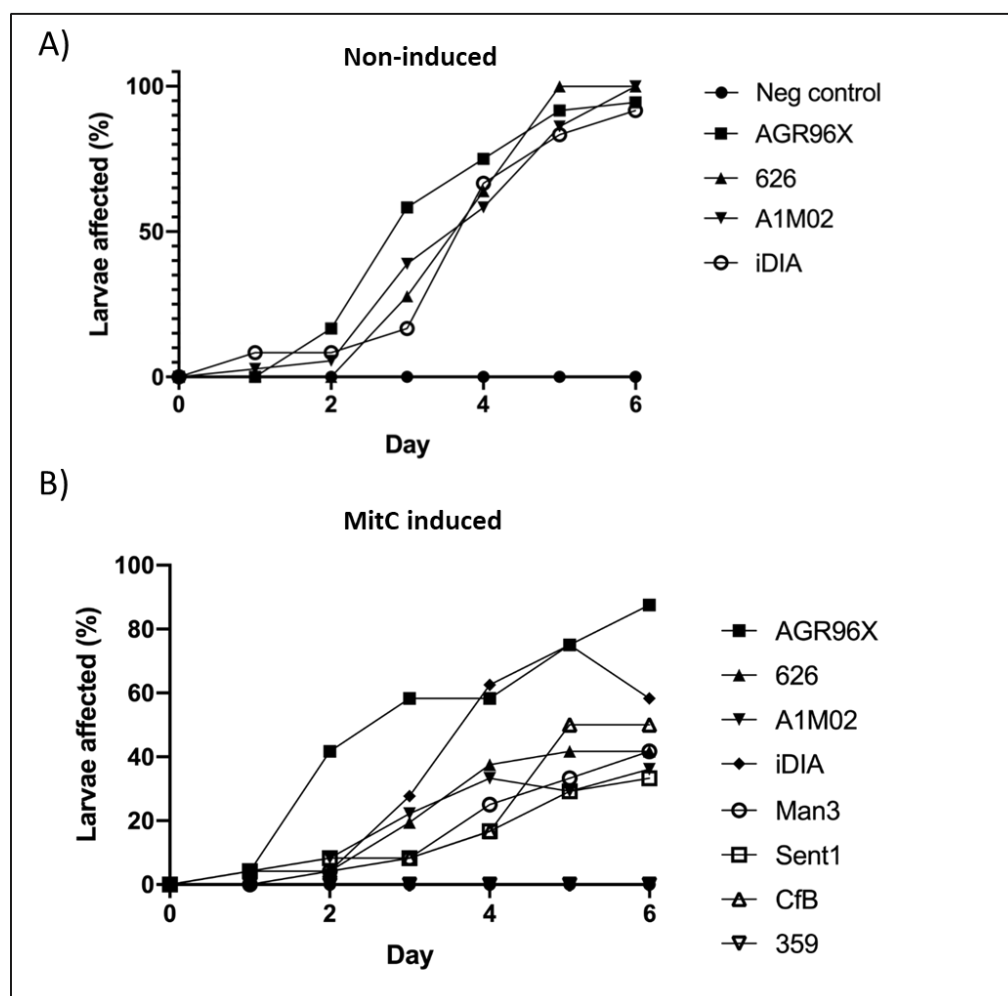 A)
Non-induced
Larvae affected (%)
100
50
0
0 2 4 6
Day
Neg control
AGR96X
626
A1M02
iDIA
B)
MitC induced
Larvae affected (%)
100
80
60
40
20
0
0 2 4 6
Day
AGR96X
626
A1M02
iDIA
Man3
Sent1
CfB
359